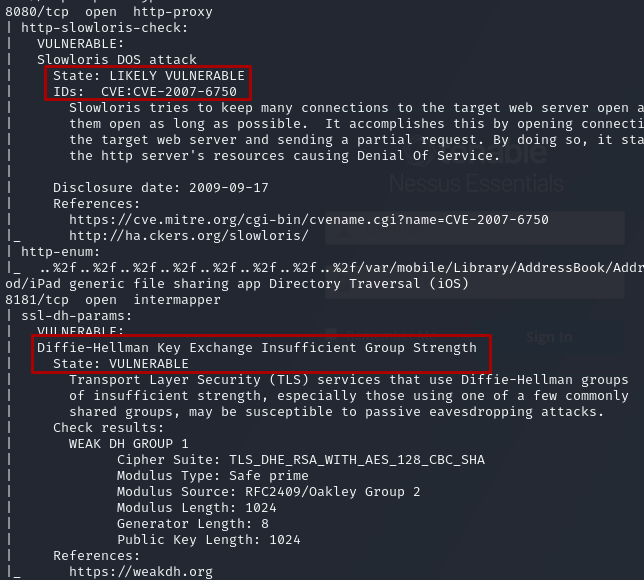 8080/tcp  open  http-proxy
| http-slowloris-check:
|   VULNERABLE:
|   Slowloris DOS attack
|     State: LIKELY VULNERABLE
|     IDs:  CVE:CVE-2007-6750
|       Slowloris tries to keep many connections to the target web server open a
|       them open as long as possible.  It accomplishes this by opening connecti
|       the target web server and sending a partial request. By doing so, it sta
|       the http server's resources causing Denial Of Service.
|
|     Disclosure date: 2009-09-17
|     References:
|       https://cve.mitre.org/cgi-bin/cvename.cgi?name=CVE-2007-6750
|_      http://ha.ckers.org/slowloris/
| http-enum:
|_  ..%2f..%2f..%2f..%2f..%2f..%2f..%2f..%2f/var/mobile/Library/AddressBook/Addr
od/iPad generic file sharing app Directory Traversal (iOS)
8181/tcp  open  intermapper
| ssl-dh-params:
|   VULNERABLE:
|   Diffie-Hellman Key Exchange Insufficient Group Strength
|     State: VULNERABLE
|       Transport Layer Security (TLS) services that use Diffie-Hellman groups
|       of insufficient strength, especially those using one of a few commonly
|       shared groups, may be susceptible to passive eavesdropping attacks.
|     Check results:
|       WEAK DH GROUP 1
|             Cipher Suite: TLS_DHE_RSA_WITH_AES_128_CBC_SHA
|             Modulus Type: Safe prime
|             Modulus Source: RFC2409/Oakley Group 2
|             Modulus Length: 1024
|             Generator Length: 8
|             Public Key Length: 1024
|     References:
|_      https://weakdh.org
Nessus Essentials
Sign In